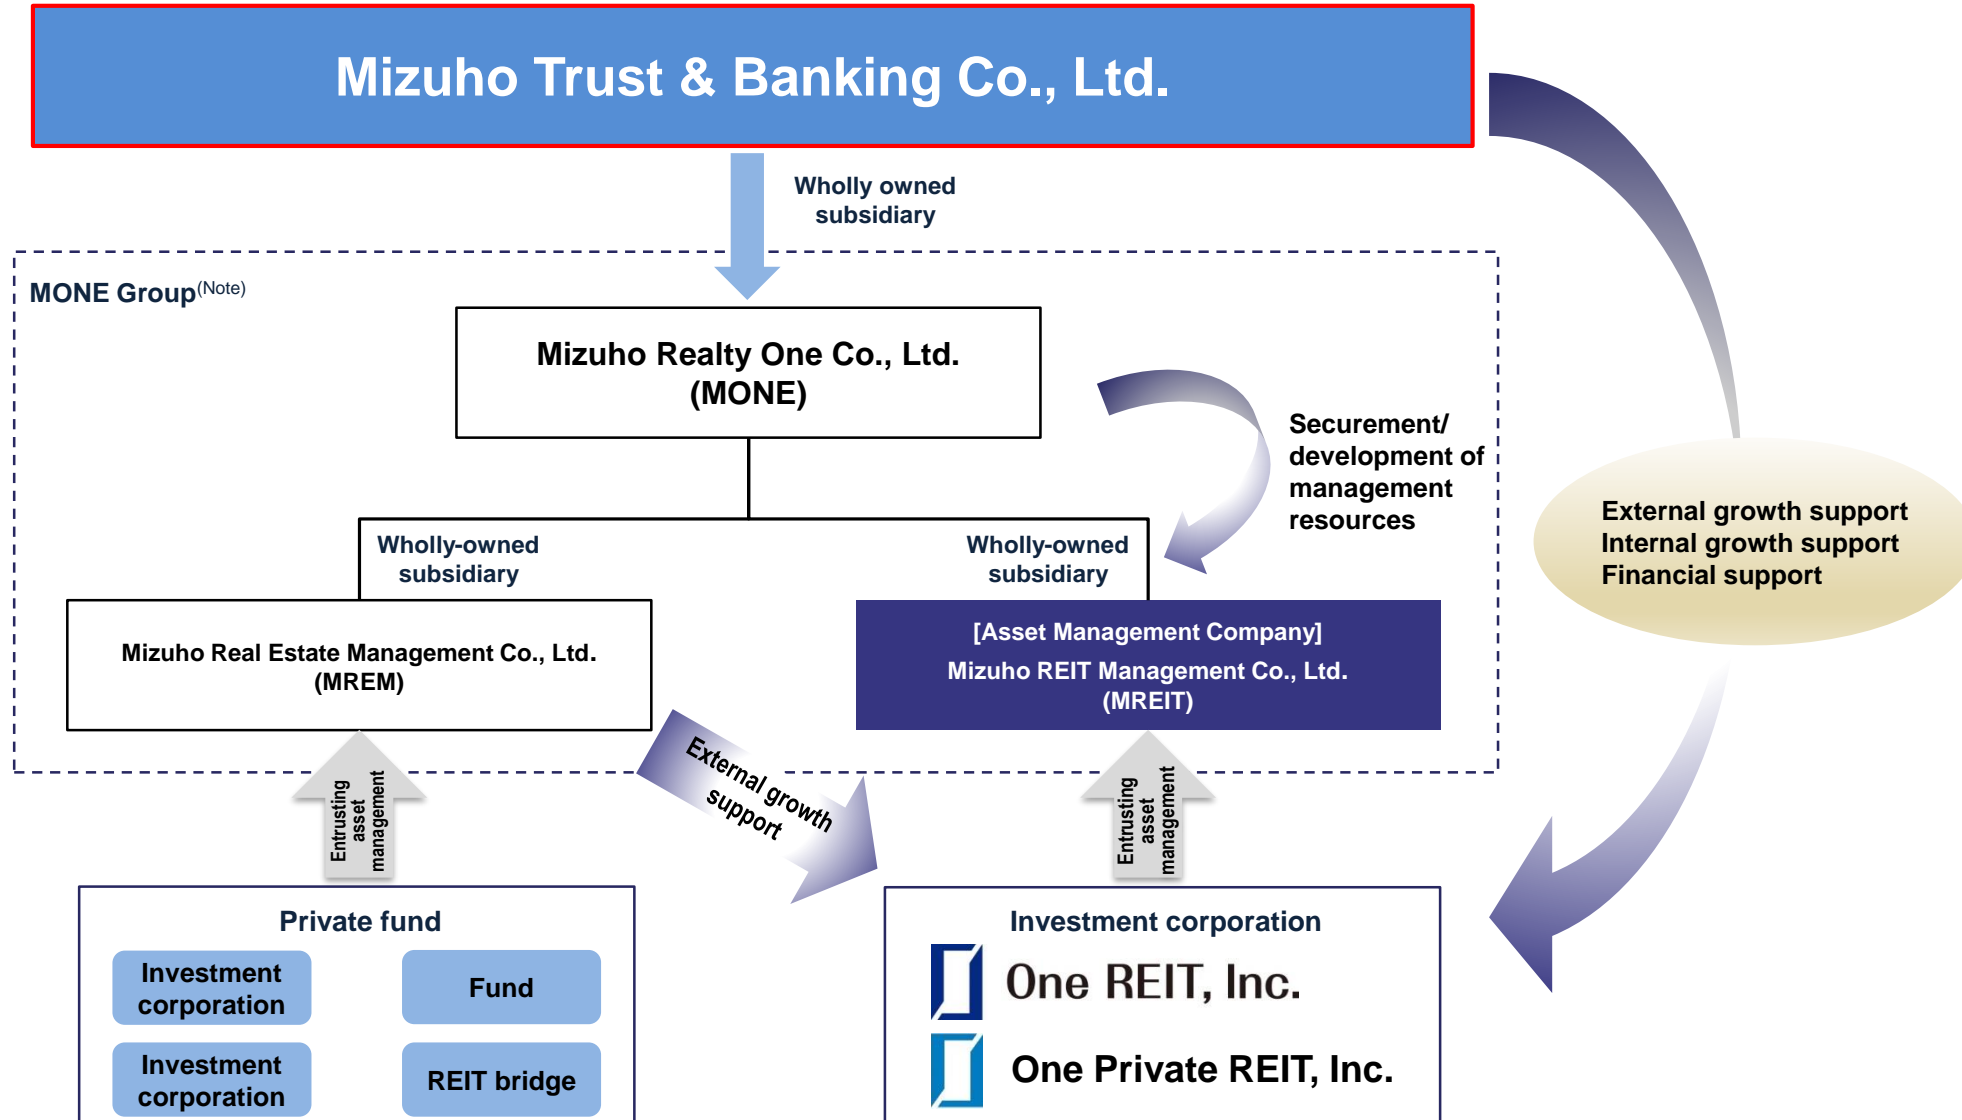 Mizuho Trust & Banking Co., Ltd.
Wholly owned
subsidiary
MONE Group(Note)
Mizuho Realty One Co., Ltd.
(MONE)
Securement/
development of
management
resources
External growth support
Internal growth support
Financial support
Wholly-owned
subsidiary
Wholly-owned
subsidiary
Mizuho Real Estate Management Co., Ltd.
(MREM)
[Asset Management Company]
Mizuho REIT Management Co., Ltd.
(MREIT)
Entrusting
asset
management
External growth
support
Entrusting
asset
management
Private fund
Investment
corporation
Fund
Investment
corporation
REIT bridge
Investment corporation
One REIT, Inc.
One Private REIT, Inc.